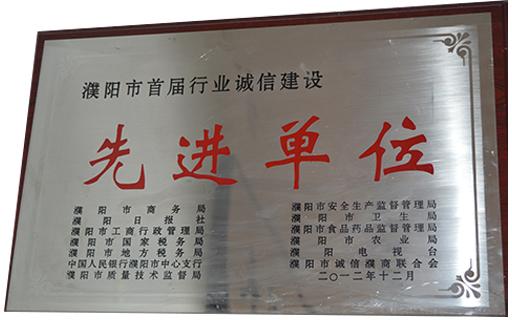 濮阳市首届行业诚信建设
先进单位
濮阳市商务局
濮阳日报社
濮阳市工商行政管理局
濮阳市国家税务局
濮阳市地方税务局
中国人民银行濮阳市中心支行
濮阳市质量技术监督局
濮阳市安全生产监督管理局
濮阳市卫生局
濮阳市食品药品监督管理局
濮阳市农业局
濮阳电视台
濮阳市诚信濮商联合会
二〇一二年十二月